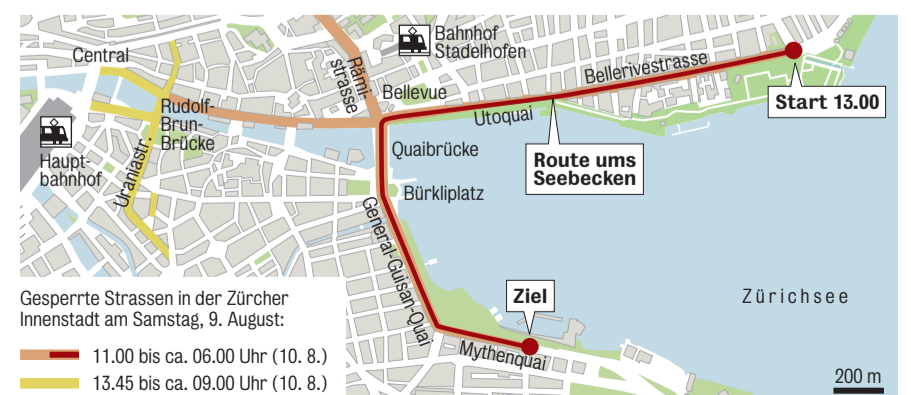 Central
Bahnhof
Stadelhofen
Rämi-
strasse
Bellevue
Bellerivestrasse
Start 13.00
Rudolf-
Brun-
Brücke
Utoquai
Haupt-
bahnhof
Uraniastr.
Quaibrücke
Route ums
Seebecken
Bürkliplatz
General-Guisan-Quai
Ziel
Zürichsee
Mythenquai
Gesperrte Strassen in der Zürcher
Innenstadt am Samstag, 9. August:
11.00 bis ca. 06.00 Uhr (10. 8.)
13.45 bis ca. 09.00 Uhr (10. 8.)
200 m